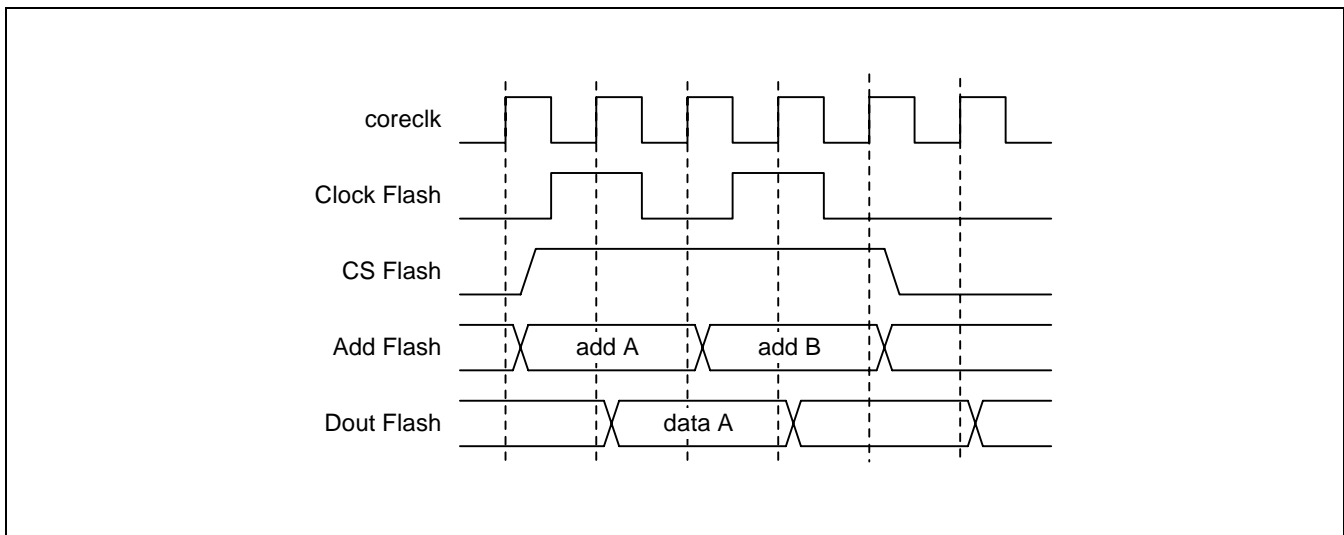 coreclk
Clock Flash
CS Flash
Add Flash
add A
add B
Dout Flash
data A